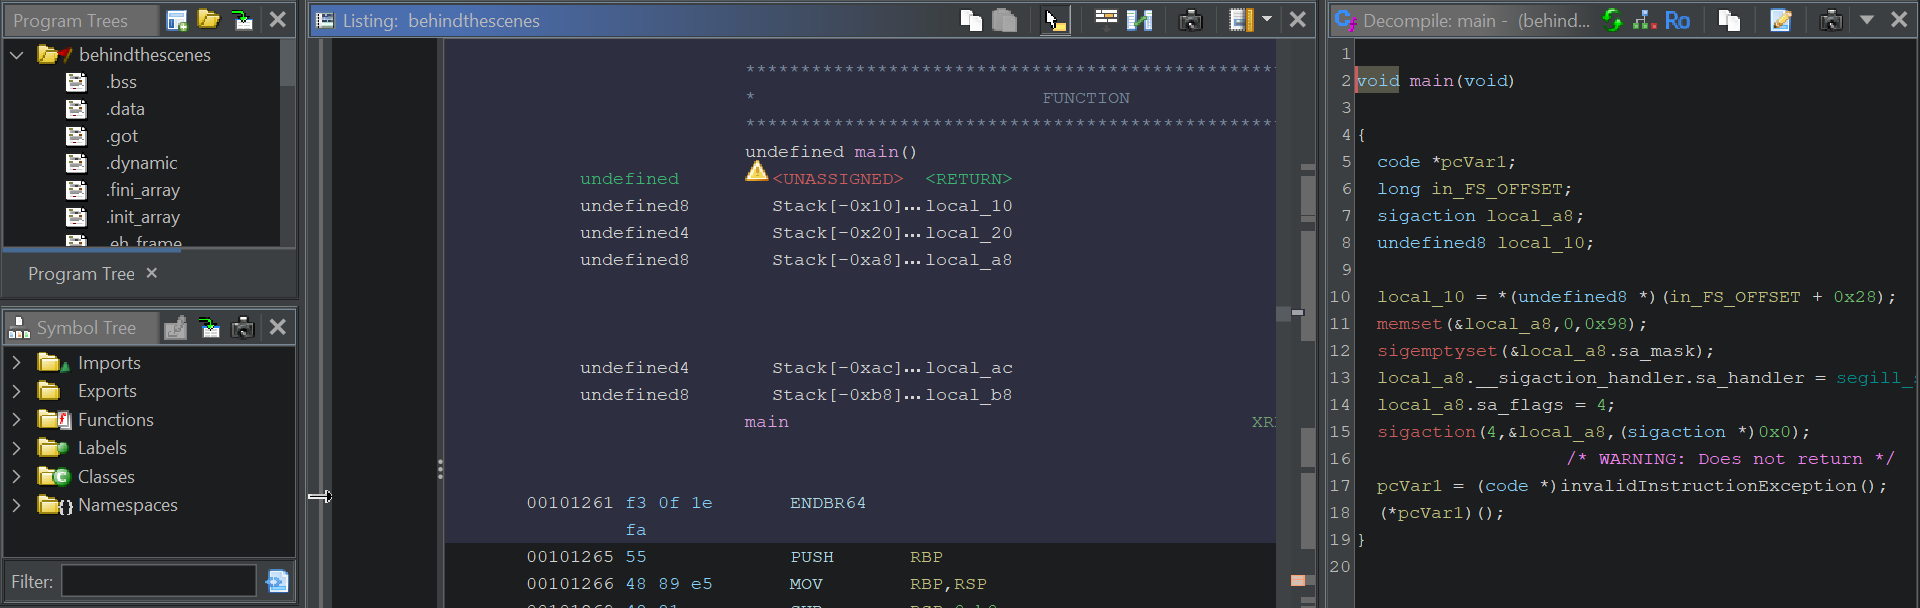 Program Trees
behindthescenes
.bss
.data
.got
.dynamic
.fini_array
.init_array
.eh_frame
Program Tree
Symbol Tree
Imports
Exports
Functions
Labels
Classes
Namespaces
Filter:
Listing: behindthescenes
*************************************************
* FUNCTION
*************************************************
undefined main()
undefined <UNASSIGNED> <RETURN>
undefined8 Stack[-0x10]... local_10
undefined4 Stack[-0x20]... local_20
undefined8 Stack[-0xa8]... local_a8
undefined4 Stack[-0xac]... local_ac
undefined8 Stack[-0xb8]... local_b8
main
00101261 f3 0f 1e ENDBR64
fa
00101265 55 PUSH RBP
00101266 48 89 e5 MOV RBP,RSP
Decompile: main - (behind...
Ro
1
2 void main(void)
3
4 {
5 code *pcVar1;
6 long in_FS_OFFSET;
7 sigaction local_a8;
8 undefined8 local_10;
9
10 local_10 = *(undefined8 *)(in_FS_OFFSET + 0x28);
11 memset(&local_a8,0,0x98);
12 sigemptyset(&local_a8.sa_mask);
13 local_a8.__sigaction_handler.sa_handler = segill_
14 local_a8.sa_flags = 4;
15 sigaction(4,&local_a8,(sigaction *)0x0);
16 /* WARNING: Does not return */
17 pcVar1 = (code *)invalidInstructionException();
18 (*pcVar1)();
19 }
20